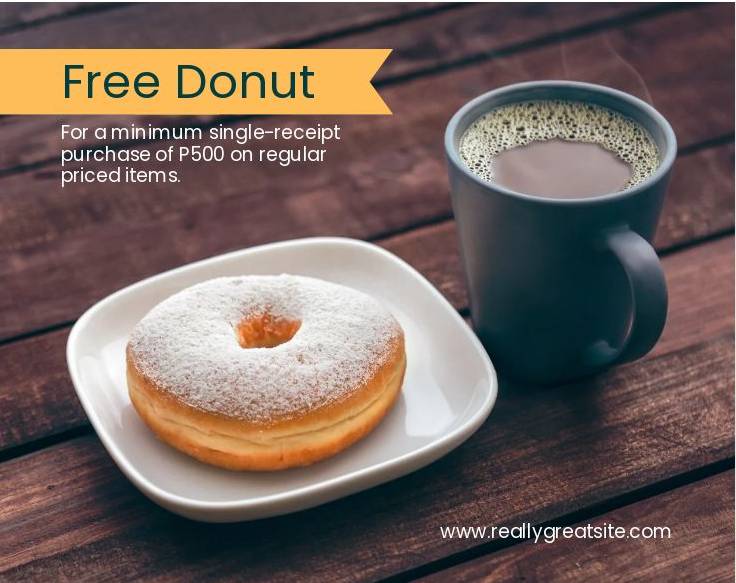 Free Donut
For a minimum single-receipt
purchase of P500 on regular
priced items.
www.reallygreatsite.com